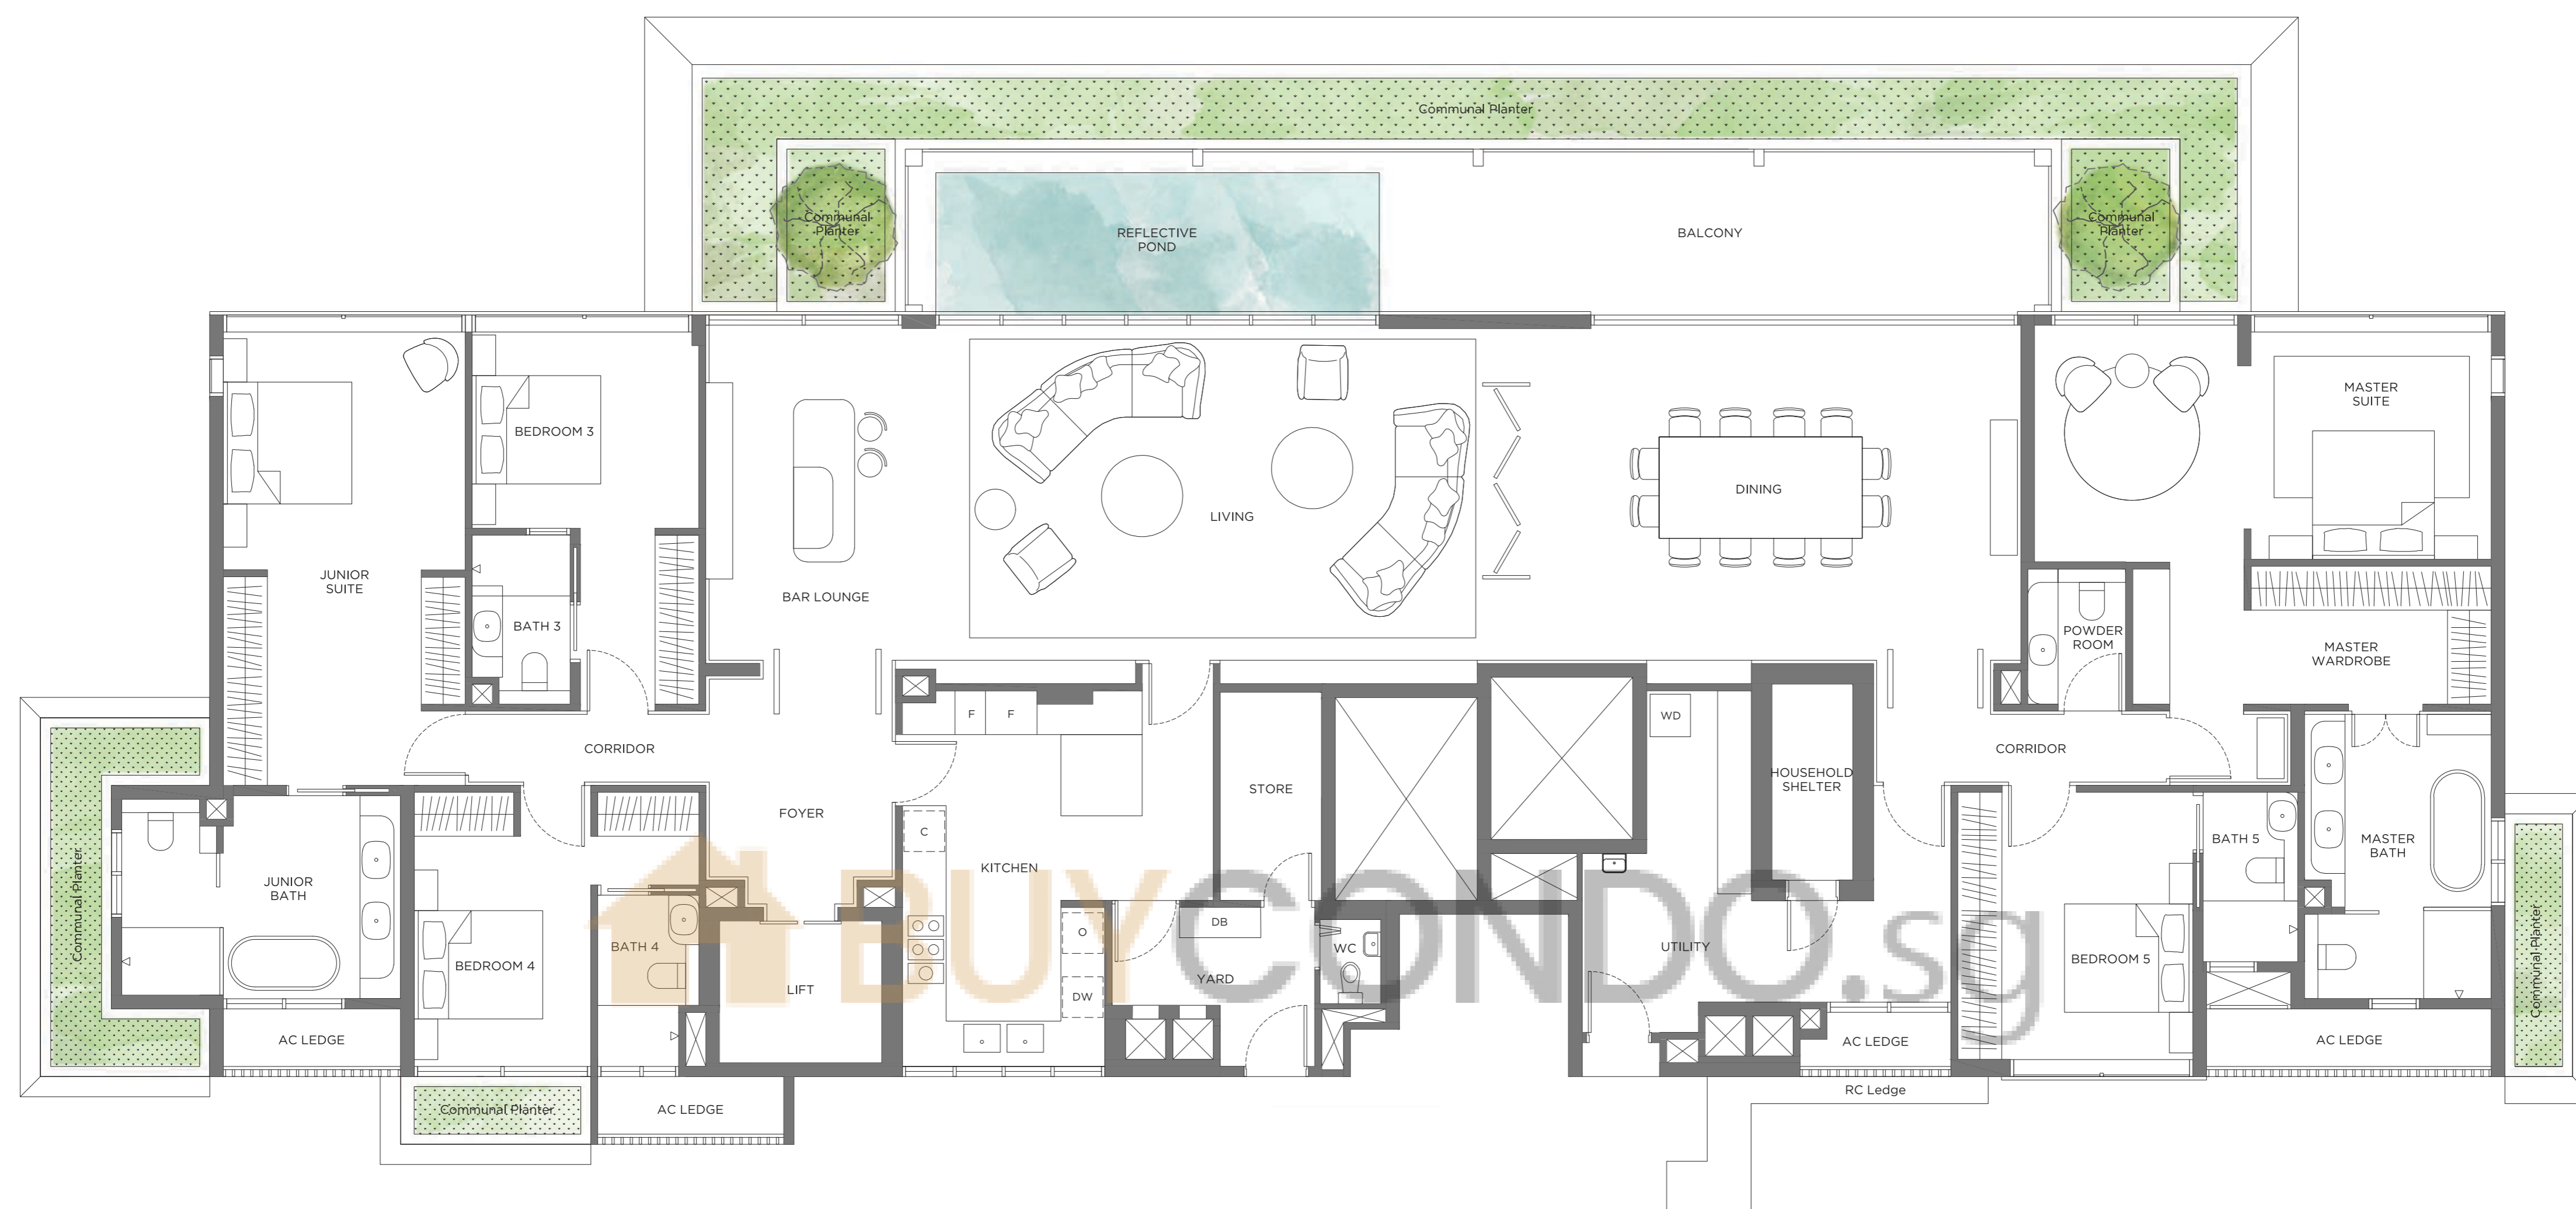 Communal Planter
Communal
Planter
REFLECTIVE
POND
BALCONY
Communal
Planter
MASTER
SUITE
BEDROOM 3
DINING
LIVING
JUNIOR
SUITE
BAR LOUNGE
BATH 3
POWDER
ROOM
MASTER
WARDROBE
F
F
WD
CORRIDOR
CORRIDOR
HOUSEHOLD
SHELTER
STORE
FOYER
C
KITCHEN
BATH 5
MASTER
BATH
JUNIOR
BATH
Communal Planter
BUYCONDO.sg
DB
O
BATH 4
WC
UTILITY
BEDROOM 4
BEDROOM 5
Communal Planter
YARD
LIFT
DW
AC LEDGE
AC LEDGE
AC LEDGE
RC Ledge
Communal Planter
AC LEDGE